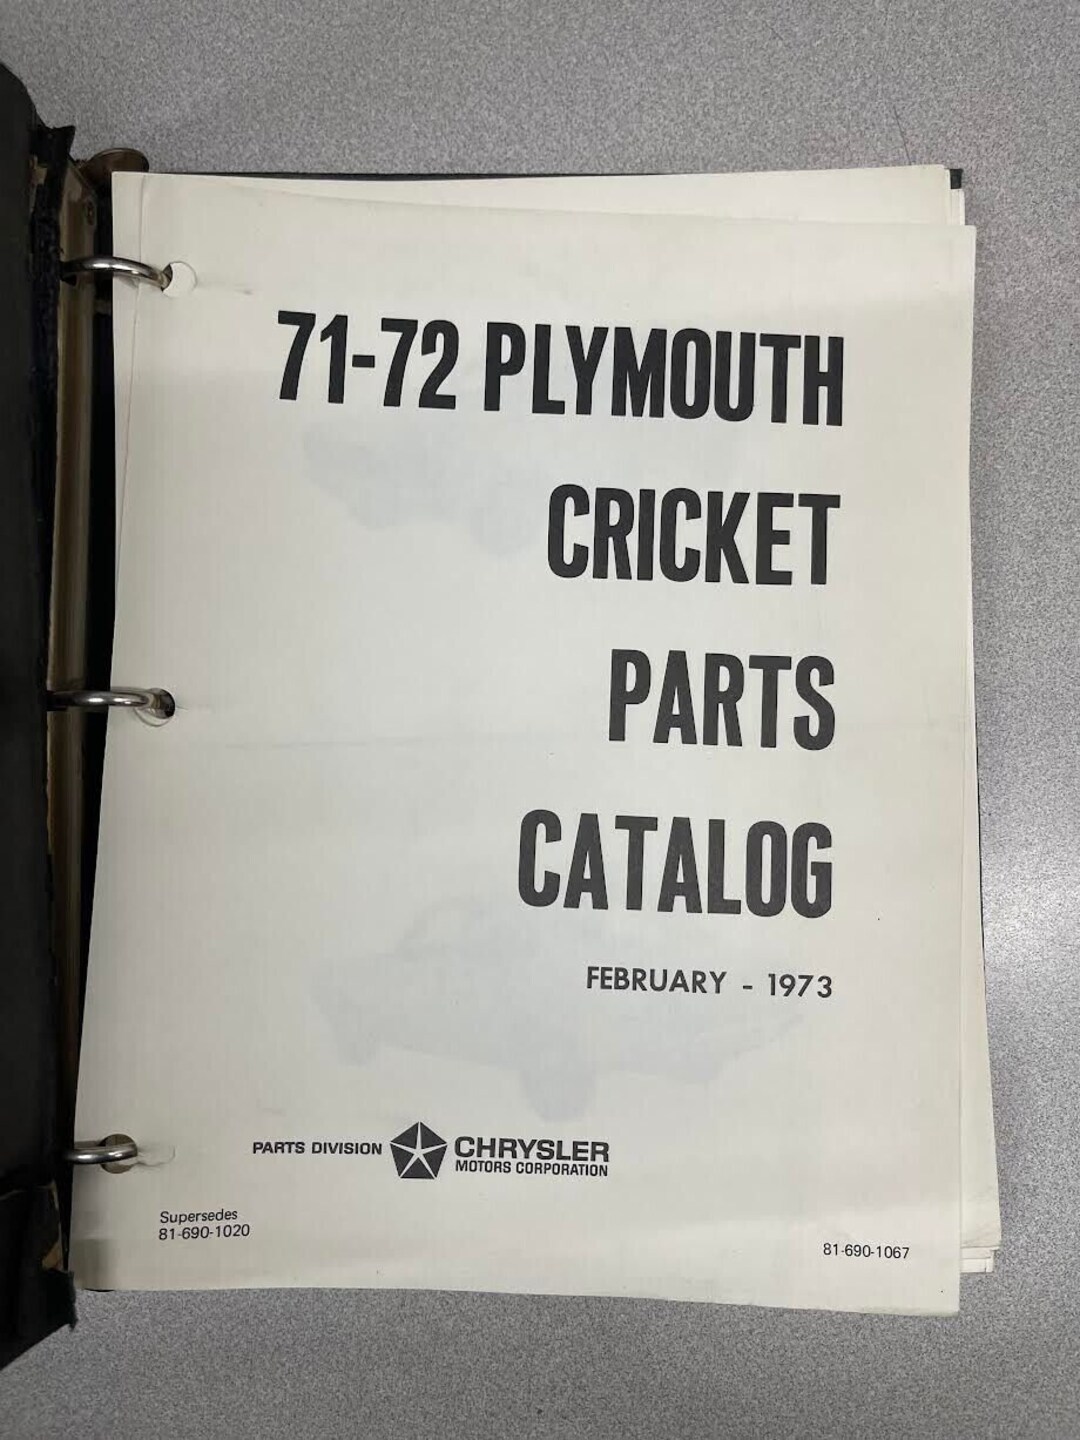 71-72 PLYMOUTH
CRICKET
PARTS
CATALOG
FEBRUARY - 1973
PARTS DIVISION CHRYSLER
MOTORS CORPORATION
Supersedes
81-690-1020
81-690-1067